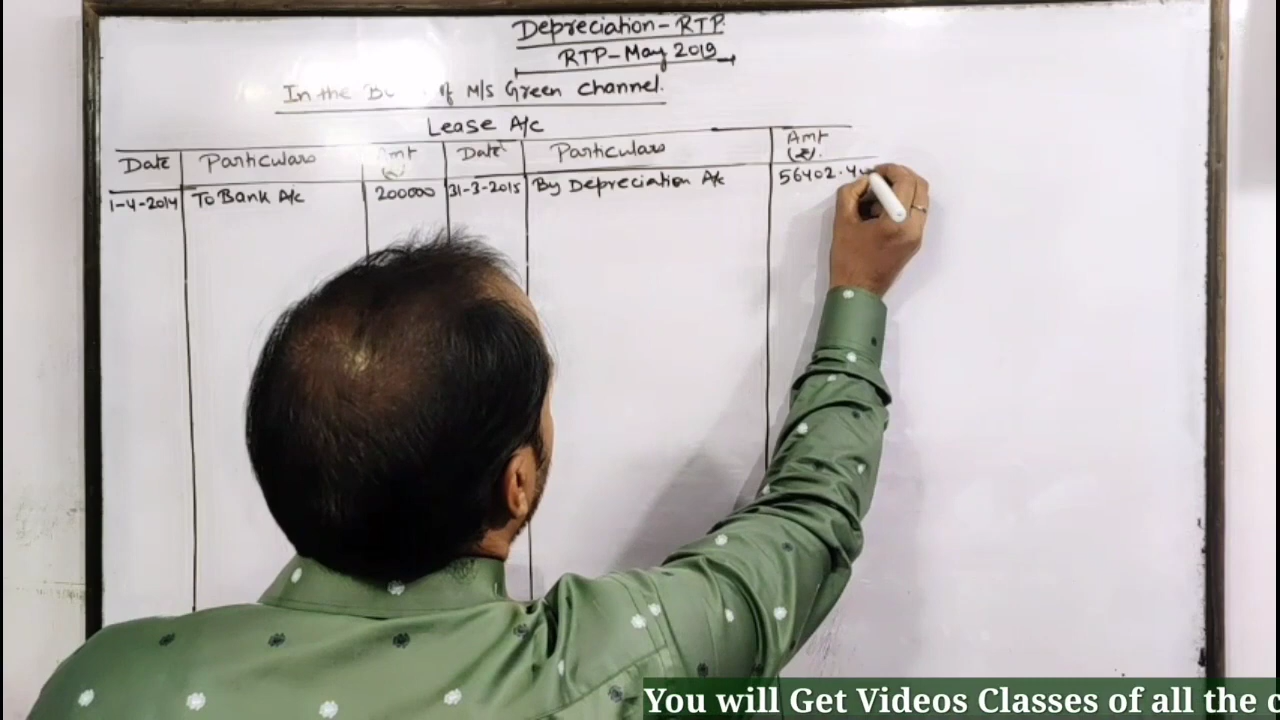 Depreciation - RTP
RTP - May 2019
In the of M/S Green Channel.
Lease A/c
Date Particulars Amt (₹) Date Particulars Amt (₹).
1-4-2014 To Bank A/c 200000 31-3-2015 By Depreciation A/c 56402.4
You will Get Videos Classes of all the c